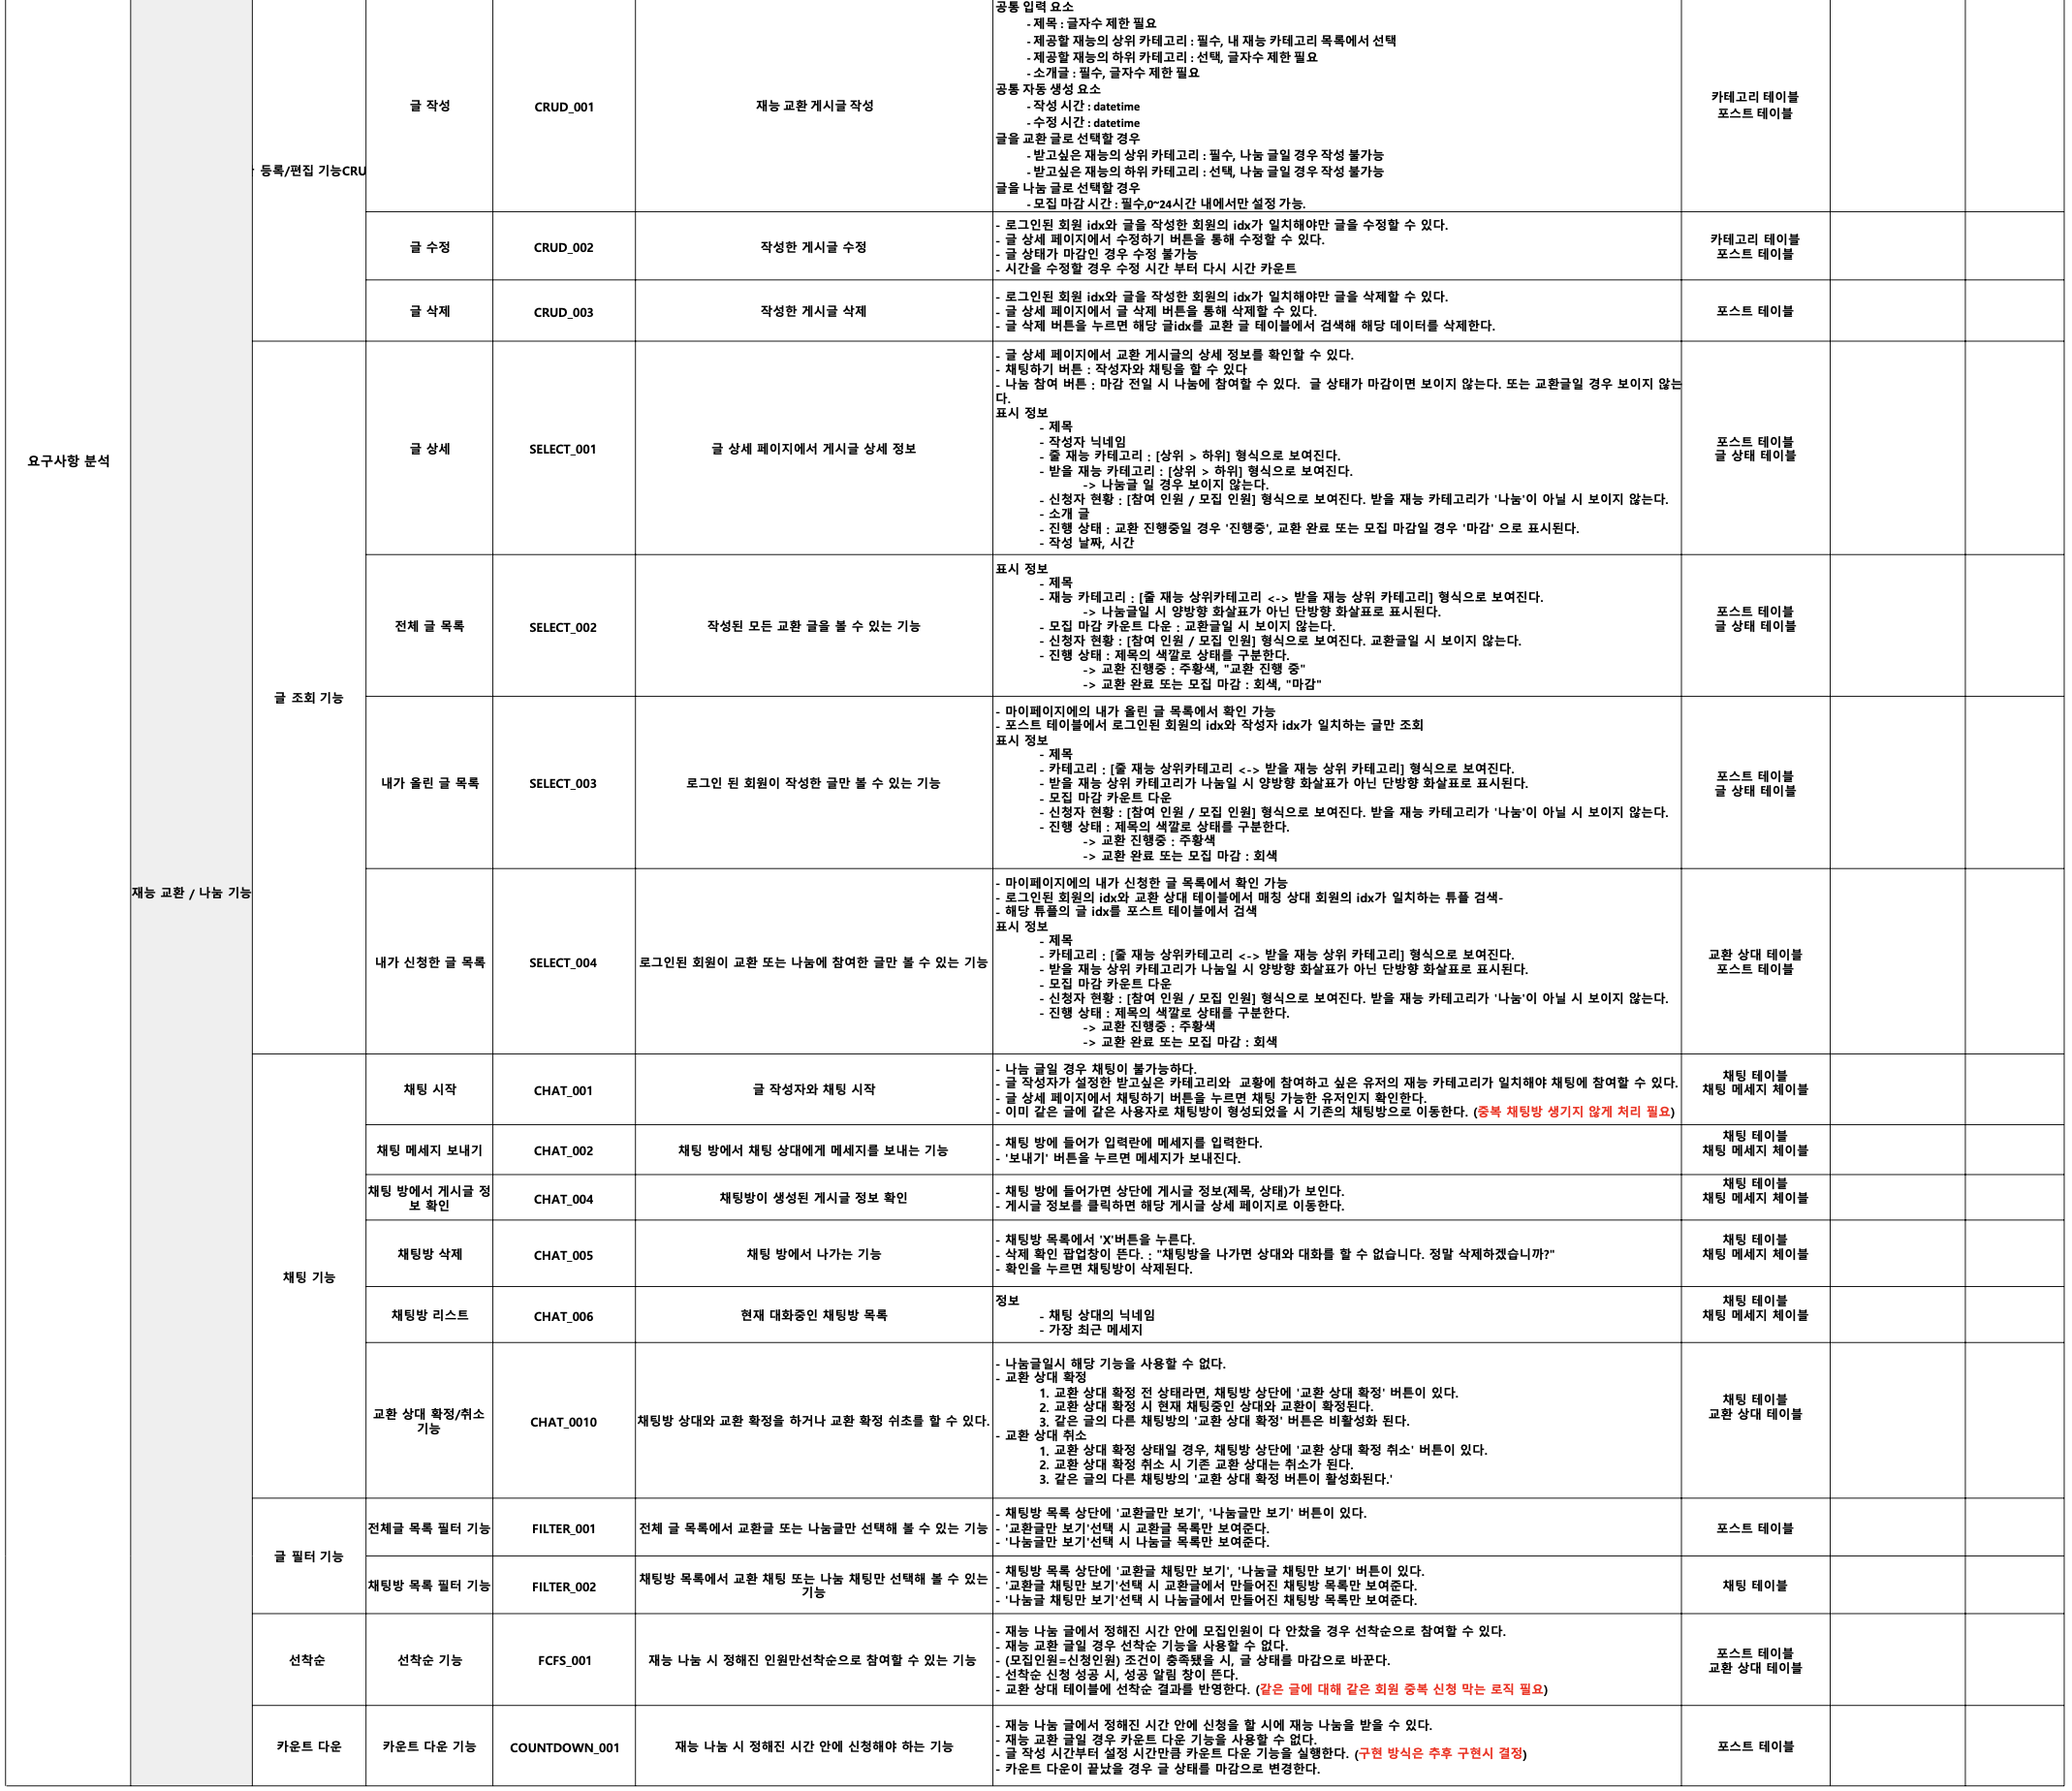 요구사항 분석
재능 교환 / 나눔 기능
등록/편집 기능CRU
글 작성
CRUD_001
재능 교환 게시글 작성
공통 입력 요소
- 제목 : 글자수 제한 필요
- 제공할 재능의 상위 카테고리 : 필수, 내 재능 카테고리 목록에서 선택
- 제공할 재능의 하위 카테고리 : 선택, 글자수 제한 필요
- 소개글 : 필수, 글자수 제한 필요
공통 자동 생성 요소
- 작성 시간 : datetime
- 수정 시간 : datetime
글을 교환 글로 선택할 경우
- 받고싶은 재능의 상위 카테고리 : 필수, 나눔 글일 경우 작성 불가능
- 받고싶은 재능의 하위 카테고리 : 선택, 나눔 글일 경우 작성 불가능
글을 나눔 글로 선택할 경우
- 모집 마감 시간 : 필수,0~24시간 내에서만 설정 가능.
카테고리 테이블
포스트 테이블
글 수정
CRUD_002
작성한 게시글 수정
- 로그인된 회원 idx와 글을 작성한 회원의 idx가 일치해야만 글을 수정할 수 있다.
- 글 상세 페이지에서 수정하기 버튼을 통해 수정할 수 있다.
- 글 상태가 마감인 경우 수정 불가능
- 시간을 수정할 경우 수정 시간 부터 다시 시간 카운트
카테고리 테이블
포스트 테이블
글 삭제
CRUD_003
작성한 게시글 삭제
- 로그인된 회원 idx와 글을 작성한 회원의 idx가 일치해야만 글을 삭제할 수 있다.
- 글 상세 페이지에서 글 삭제 버튼을 통해 삭제할 수 있다.
- 글 삭제 버튼을 누르면 해당 글idx를 교환 글 테이블에서 검색해 해당 데이터를 삭제한다.
포스트 테이블
글 조회 기능
글 상세
SELECT_001
글 상세 페이지에서 게시글 상세 정보
- 글 상세 페이지에서 교환 게시글의 상세 정보를 확인할 수 있다.
- 채팅하기 버튼 : 작성자와 채팅을 할 수 있다
- 나눔 참여 버튼 : 마감 전일 시 나눔에 참여할 수 있다.  글 상태가 마감이면 보이지 않는다. 또는 교환글일 경우 보이지 않는
다.
표시 정보
- 제목
- 작성자 닉네임
- 줄 재능 카테고리 : [상위 > 하위] 형식으로 보여진다.
- 받을 재능 카테고리 : [상위 > 하위] 형식으로 보여진다.
-> 나눔글 일 경우 보이지 않는다.
- 신청자 현황 : [참여 인원 / 모집 인원] 형식으로 보여진다. 받을 재능 카테고리가 '나눔'이 아닐 시 보이지 않는다.
- 소개 글
- 진행 상태 : 교환 진행중일 경우 '진행중', 교환 완료 또는 모집 마감일 경우 '마감' 으로 표시된다.
- 작성 날짜, 시간
포스트 테이블
글 상태 테이블
전체 글 목록
SELECT_002
작성된 모든 교환 글을 볼 수 있는 기능
표시 정보
- 제목
- 재능 카테고리 : [줄 재능 상위카테고리 <-> 받을 재능 상위 카테고리] 형식으로 보여진다.
-> 나눔글일 시 양방향 화살표가 아닌 단방향 화살표로 표시된다.
- 모집 마감 카운트 다운 : 교환글일 시 보이지 않는다.
- 신청자 현황 : [참여 인원 / 모집 인원] 형식으로 보여진다. 교환글일 시 보이지 않는다.
- 진행 상태 : 제목의 색깔로 상태를 구분한다.
-> 교환 진행중 : 주황색, "교환 진행 중"
-> 교환 완료 또는 모집 마감 : 회색, "마감"
포스트 테이블
글 상태 테이블
내가 올린 글 목록
SELECT_003
로그인 된 회원이 작성한 글만 볼 수 있는 기능
- 마이페이지에의 내가 올린 글 목록에서 확인 가능
- 포스트 테이블에서 로그인된 회원의 idx와 작성자 idx가 일치하는 글만 조회
표시 정보
- 제목
- 카테고리 : [줄 재능 상위카테고리 <-> 받을 재능 상위 카테고리] 형식으로 보여진다.
- 받을 재능 상위 카테고리가 나눔일 시 양방향 화살표가 아닌 단방향 화살표로 표시된다.
- 모집 마감 카운트 다운
- 신청자 현황 : [참여 인원 / 모집 인원] 형식으로 보여진다. 받을 재능 카테고리가 '나눔'이 아닐 시 보이지 않는다.
- 진행 상태 : 제목의 색깔로 상태를 구분한다.
-> 교환 진행중 : 주황색
-> 교환 완료 또는 모집 마감 : 회색
포스트 테이블
글 상태 테이블
내가 신청한 글 목록
SELECT_004
로그인된 회원이 교환 또는 나눔에 참여한 글만 볼 수 있는 기능
- 마이페이지에의 내가 신청한 글 목록에서 확인 가능
- 로그인된 회원의 idx와 교환 상대 테이블에서 매칭 상대 회원의 idx가 일치하는 튜플 검색-
- 해당 튜플의 글 idx를 포스트 테이블에서 검색
표시 정보
- 제목
- 카테고리 : [줄 재능 상위카테고리 <-> 받을 재능 상위 카테고리] 형식으로 보여진다.
- 받을 재능 상위 카테고리가 나눔일 시 양방향 화살표가 아닌 단방향 화살표로 표시된다.
- 모집 마감 카운트 다운
- 신청자 현황 : [참여 인원 / 모집 인원] 형식으로 보여진다. 받을 재능 카테고리가 '나눔'이 아닐 시 보이지 않는다.
- 진행 상태 : 제목의 색깔로 상태를 구분한다.
-> 교환 진행중 : 주황색
-> 교환 완료 또는 모집 마감 : 회색
교환 상대 테이블
포스트 테이블
채팅 기능
채팅 시작
CHAT_001
글 작성자와 채팅 시작
- 나눔 글일 경우 채팅이 불가능하다.
- 글 작성자가 설정한 받고싶은 카테고리와  교황에 참여하고 싶은 유저의 재능 카테고리가 일치해야 채팅에 참여할 수 있다.
- 글 상세 페이지에서 채팅하기 버튼을 누르면 채팅 가능한 유저인지 확인한다.
- 이미 같은 글에 같은 사용자로 채팅방이 형성되었을 시 기존의 채팅방으로 이동한다. (중복 채팅방 생기지 않게 처리 필요)
채팅 테이블
채팅 메세지 체이블
채팅 메세지 보내기
CHAT_002
채팅 방에서 채팅 상대에게 메세지를 보내는 기능
- 채팅 방에 들어가 입력란에 메세지를 입력한다.
- '보내기' 버튼을 누르면 메세지가 보내진다.
채팅 테이블
채팅 메세지 체이블
채팅 방에서 게시글 정
보 확인
CHAT_004
채팅방이 생성된 게시글 정보 확인
- 채팅 방에 들어가면 상단에 게시글 정보(제목, 상태)가 보인다.
- 게시글 정보를 클릭하면 해당 게시글 상세 페이지로 이동한다.
채팅 테이블
채팅 메세지 체이블
채팅방 삭제
CHAT_005
채팅 방에서 나가는 기능
- 채팅방 목록에서 'X'버튼을 누른다.
- 삭제 확인 팝업창이 뜬다. : "채팅방을 나가면 상대와 대화를 할 수 없습니다. 정말 삭제하겠습니까?"
- 확인을 누르면 채팅방이 삭제된다.
채팅 테이블
채팅 메세지 체이블
채팅방 리스트
CHAT_006
현재 대화중인 채팅방 목록
정보
- 채팅 상대의 닉네임
- 가장 최근 메세지
채팅 테이블
채팅 메세지 체이블
교환 상대 확정/취소
기능
CHAT_0010
채팅방 상대와 교환 확정을 하거나 교환 확정 쉬초를 할 수 있다.
- 나눔글일시 해당 기능을 사용할 수 없다.
- 교환 상대 확정
1. 교환 상대 확정 전 상태라면, 채팅방 상단에 '교환 상대 확정' 버튼이 있다.
2. 교환 상대 확정 시 현재 채팅중인 상대와 교환이 확정된다.
3. 같은 글의 다른 채팅방의 '교환 상대 확정' 버튼은 비활성화 된다.
- 교환 상대 취소
1. 교환 상대 확정 상태일 경우, 채팅방 상단에 '교환 상대 확정 취소' 버튼이 있다.
2. 교환 상대 확정 취소 시 기존 교환 상대는 취소가 된다.
3. 같은 글의 다른 채팅방의 '교환 상대 확정 버튼이 활성화된다.'
채팅 테이블
교환 상대 테이블
글 필터 기능
전체글 목록 필터 기능
FILTER_001
전체 글 목록에서 교환글 또는 나눔글만 선택해 볼 수 있는 기능
- 채팅방 목록 상단에 '교환글만 보기', '나눔글만 보기' 버튼이 있다.
- '교환글만 보기'선택 시 교환글 목록만 보여준다.
- '나눔글만 보기'선택 시 나눔글 목록만 보여준다.
포스트 테이블
채팅방 목록 필터 기능
FILTER_002
채팅방 목록에서 교환 채팅 또는 나눔 채팅만 선택해 볼 수 있는
기능
- 채팅방 목록 상단에 '교환글 채팅만 보기', '나눔글 채팅만 보기' 버튼이 있다.
- '교환글 채팅만 보기'선택 시 교환글에서 만들어진 채팅방 목록만 보여준다.
- '나눔글 채팅만 보기'선택 시 나눔글에서 만들어진 채팅방 목록만 보여준다.
채팅 테이블
선착순
선착순 기능
FCFS_001
재능 나눔 시 정해진 인원만선착순으로 참여할 수 있는 기능
- 재능 나눔 글에서 정해진 시간 안에 모집인원이 다 안찼을 경우 선착순으로 참여할 수 있다.
- 재능 교환 글일 경우 선착순 기능을 사용할 수 없다.
- (모집인원=신청인원) 조건이 충족됐을 시, 글 상태를 마감으로 바꾼다.
- 선착순 신청 성공 시, 성공 알림 창이 뜬다.
- 교환 상대 테이블에 선착순 결과를 반영한다. (같은 글에 대해 같은 회원 중복 신청 막는 로직 필요)
포스트 테이블
교환 상대 테이블
카운트 다운
카운트 다운 기능
COUNTDOWN_001
재능 나눔 시 정해진 시간 안에 신청해야 하는 기능
- 재능 나눔 글에서 정해진 시간 안에 신청을 할 시에 재능 나눔을 받을 수 있다.
- 재능 교환 글일 경우 카운트 다운 기능을 사용할 수 없다.
- 글 작성 시간부터 설정 시간만큼 카운트 다운 기능을 실행한다. (구현 방식은 추후 구현시 결정)
- 카운트 다운이 끝났을 경우 글 상태를 마감으로 변경한다.
포스트 테이블